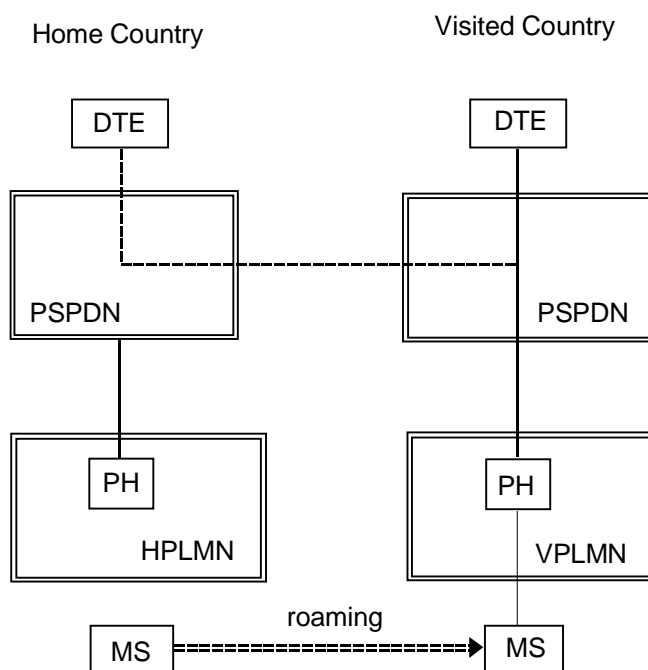 Home Country
Visited Country
DTE
DTE
PSPDN
PSPDN
PH
PH
HPLMN
VPLMN
roaming
MS
MS